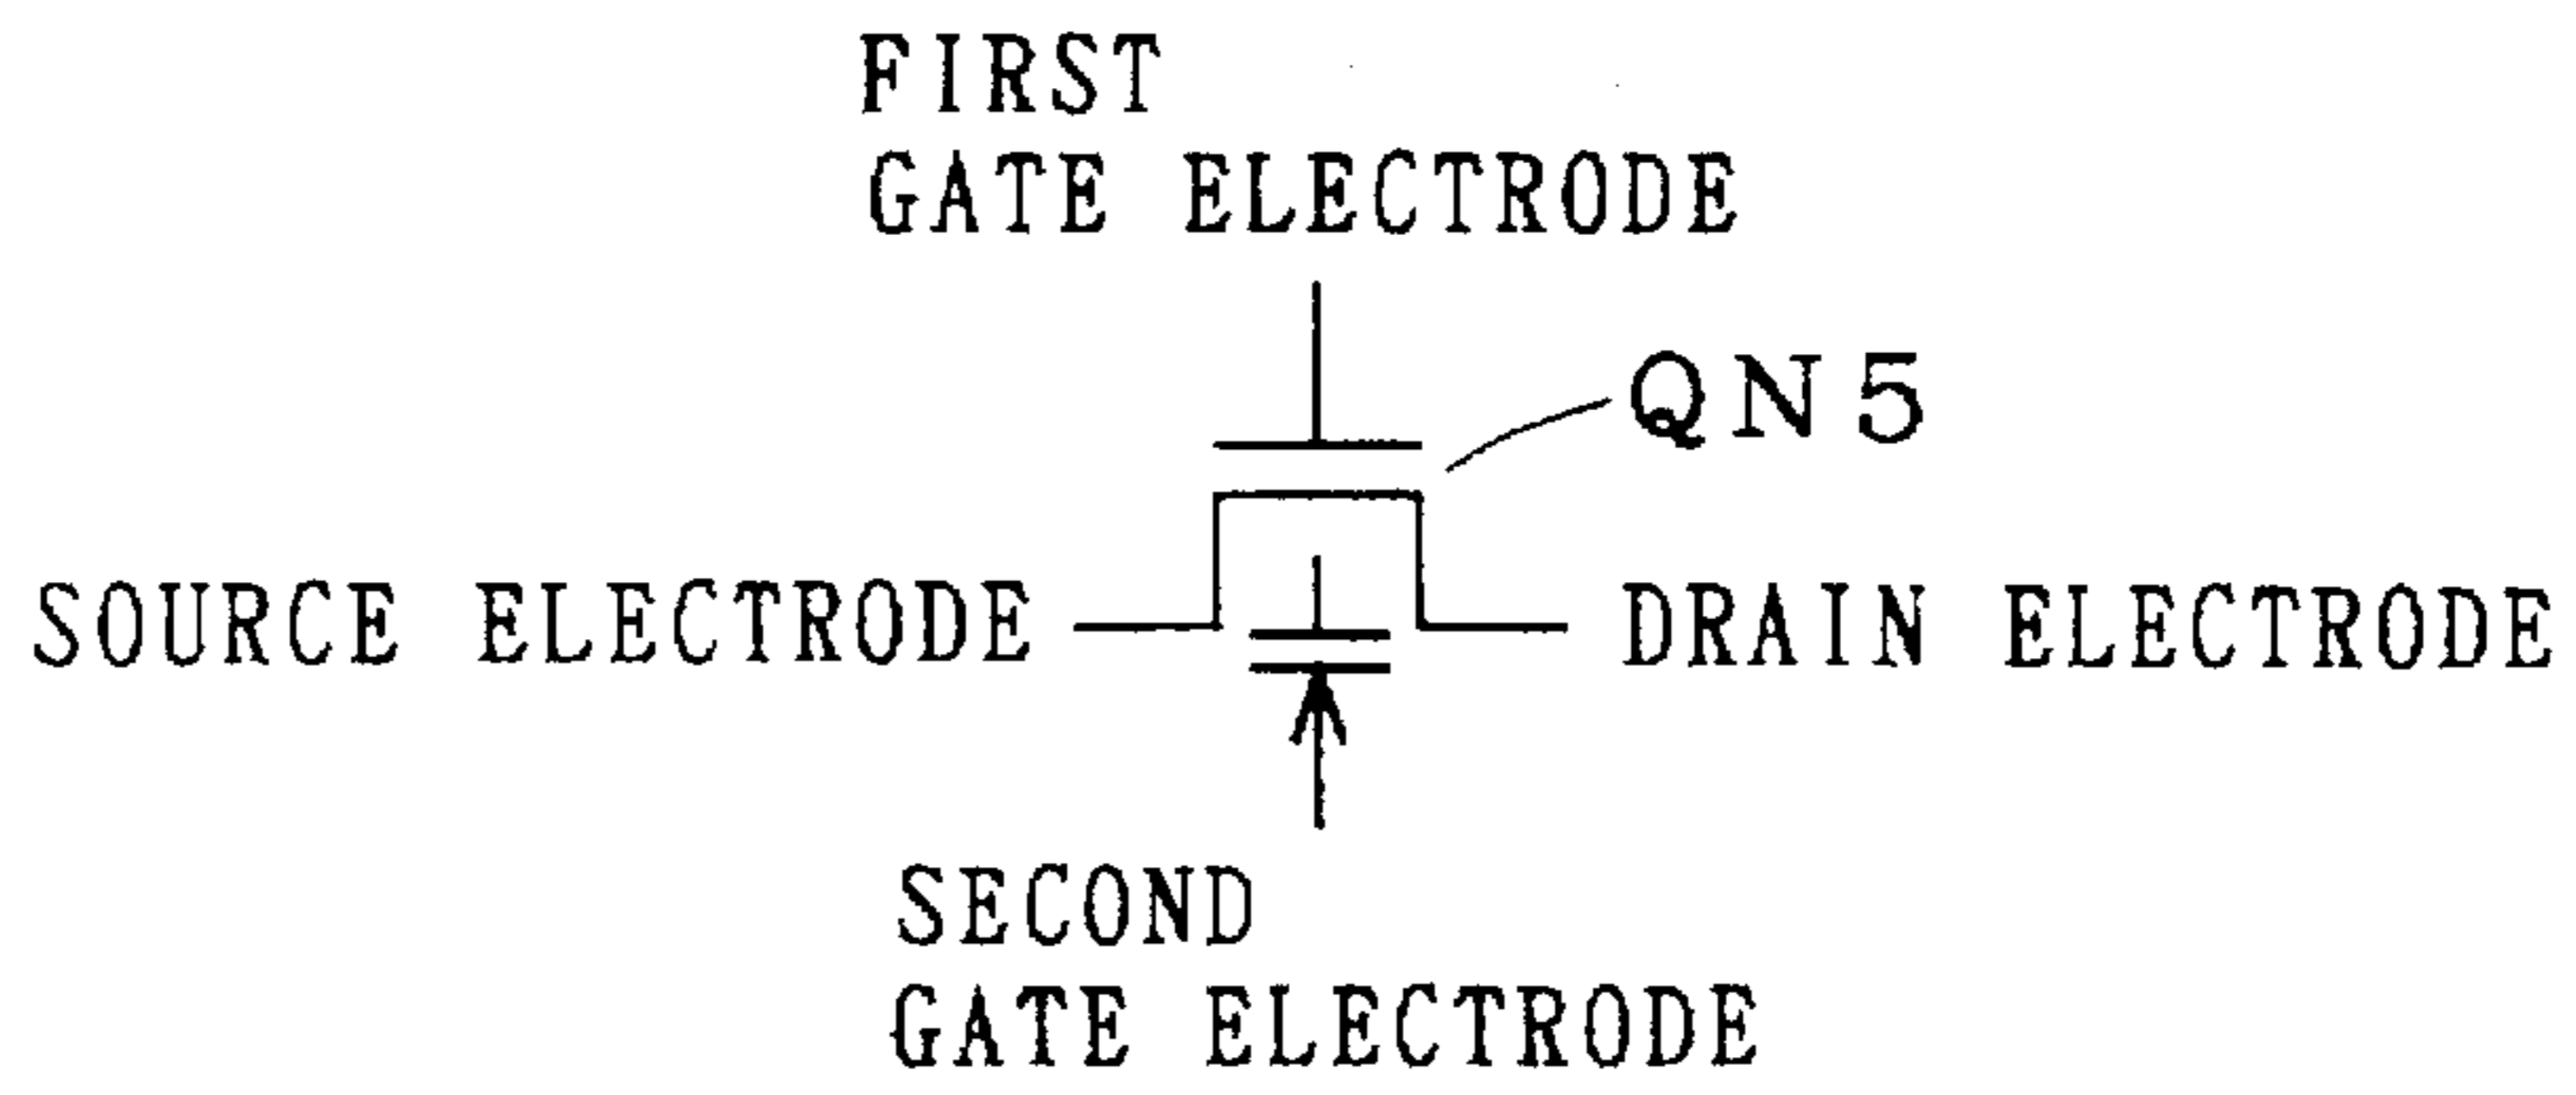 FIRST
GATE ELECTRODE
QN5
SOURCE ELECTRODE
DRAIN ELECTRODE
SECOND
GATE ELECTRODE